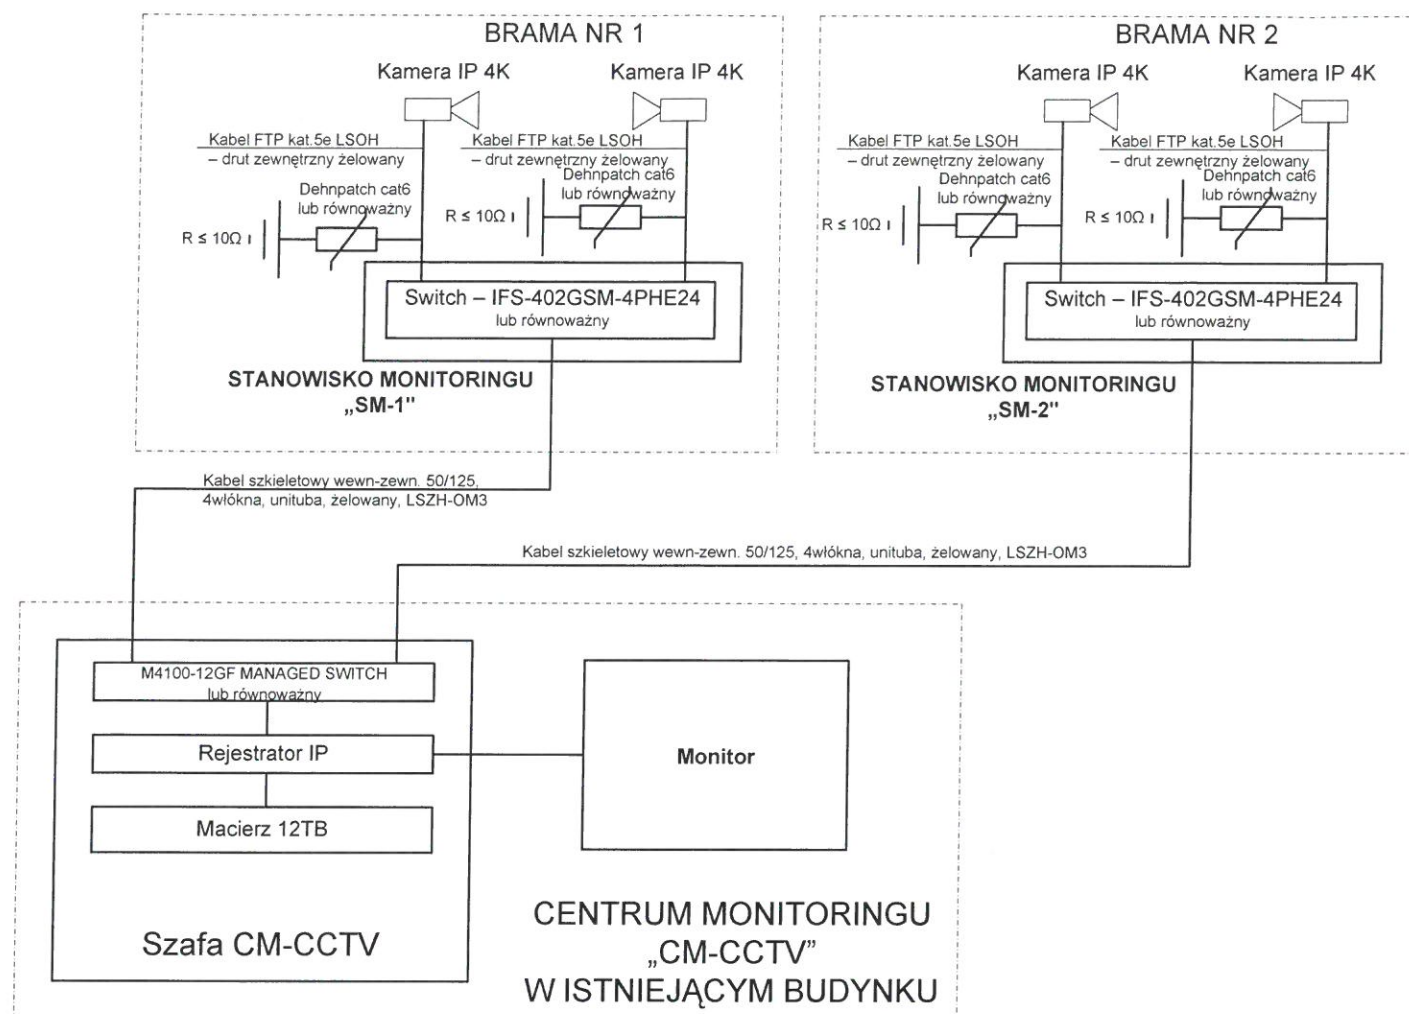 BRAMA NR 1
Kamera IP 4K
Kamera IP 4K
Kabel FTP kat.5e LSOH
– drut zewnętrzny żelowany
Kabel FTP kat.5e LSOH
– drut zewnętrzny żelowany
Dehnpatch cat6
lub równoważny
Dehnpatch cat6
lub równoważny
R ≤ 10Ω
R ≤ 10Ω
Switch – IFS-402GSM-4PHE24
lub równoważny
STANOWISKO MONITORINGU
„SM-1"
BRAMA NR 2
Kamera IP 4K
Kamera IP 4K
Kabel FTP kat.5e LSOH
– drut zewnętrzny żelowany
Kabel FTP kat.5e LSOH
– drut zewnętrzny żelowany
Dehnpatch cat6
lub równoważny
Dehnpatch cat6
lub równoważny
R ≤ 10Ω
R ≤ 10Ω
Switch – IFS-402GSM-4PHE24
lub równoważny
STANOWISKO MONITORINGU
„SM-2"
Kabel szkieletowy wewn-zewn. 50/125,
4włókna, unituba, żelowany, LSZH-OM3
Kabel szkieletowy wewn-zewn. 50/125, 4włókna, unituba, żelowany, LSZH-OM3
M4100-12GF MANAGED SWITCH
lub równoważny
Rejestrator IP
Macierz 12TB
Szafa CM-CCTV
Monitor
CENTRUM MONITORINGU
„CM-CCTV”
W ISTNIEJĄCYM BUDYNKU